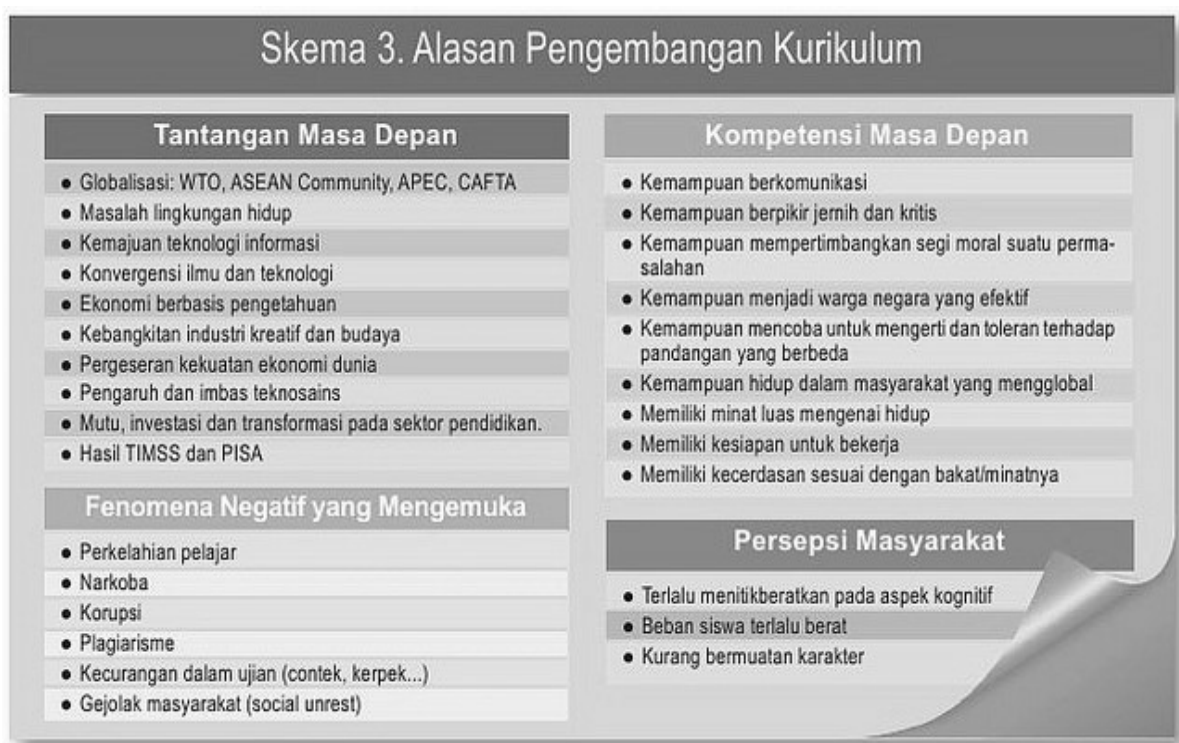 Skema 3. Alasan Pengembangan Kurikulum
Tantangan Masa Depan
● Globalisasi: WTO, ASEAN Community, APEC, CAFTA
● Masalah lingkungan hidup
● Kemajuan teknologi informasi
● Konvergensi ilmu dan teknologi
● Ekonomi berbasis pengetahuan
● Kebangkitan industri kreatif dan budaya
● Pergeseran kekuatan ekonomi dunia
● Pengaruh dan imbas teknosains
● Mutu, investasi dan transformasi pada sektor pendidikan.
● Hasil TIMSS dan PISA
Fenomena Negatif yang Mengemuka
● Perkelahian pelajar
● Narkoba
● Korupsi
● Plagiarisme
● Kecurangan dalam ujian (contek, kerpek...)
● Gejolak masyarakat (social unrest)
Kompetensi Masa Depan
● Kemampuan berkomunikasi
● Kemampuan berpikir jernih dan kritis
● Kemampuan mempertimbangkan segi moral suatu perma-
salahan
● Kemampuan menjadi warga negara yang efektif
● Kemampuan mencoba untuk mengerti dan toleran terhadap
pandangan yang berbeda
● Kemampuan hidup dalam masyarakat yang mengglobal
● Memiliki minat luas mengenai hidup
● Memiliki kesiapan untuk bekerja
● Memiliki kecerdasan sesuai dengan bakat/minatnya
Persepsi Masyarakat
● Terlalu menitikberatkan pada aspek kognitif
● Beban siswa terlalu berat
● Kurang bermuatan karakter